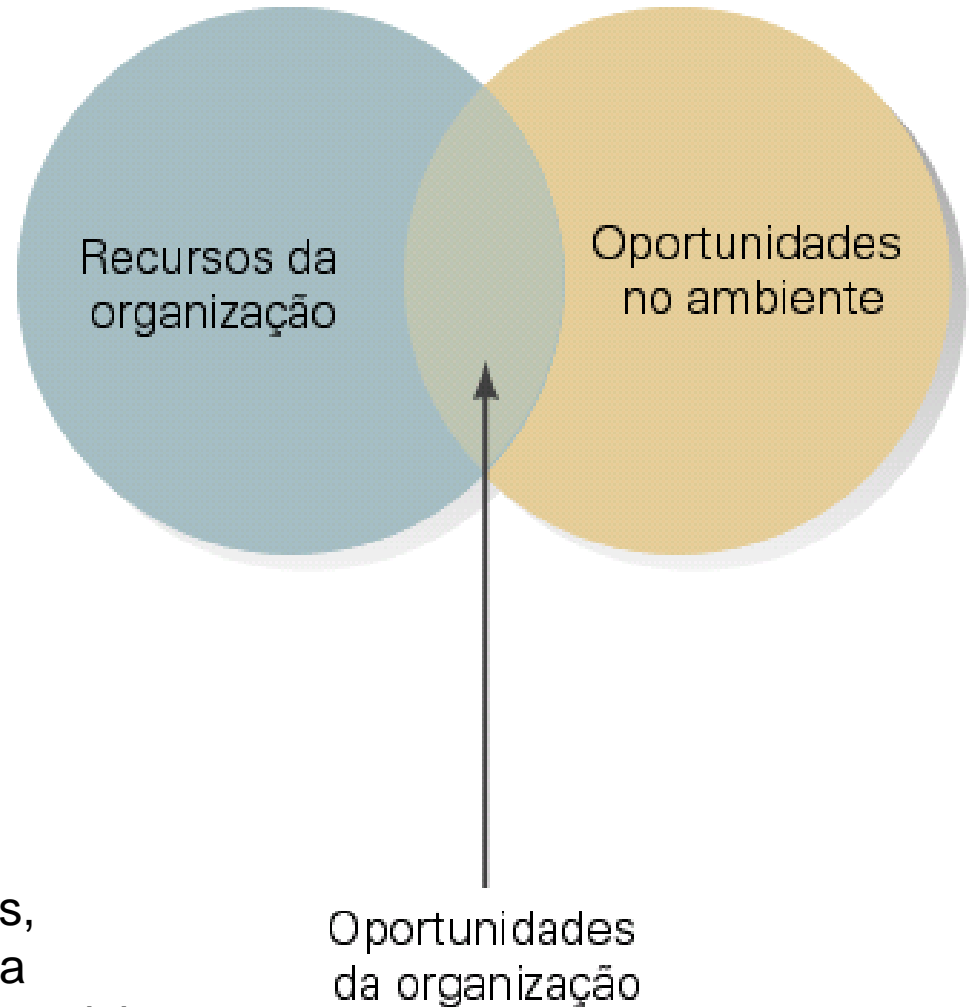 Recursos da
organização
Oportunidades
no ambiente
Oportunidades
da organização
s,
a